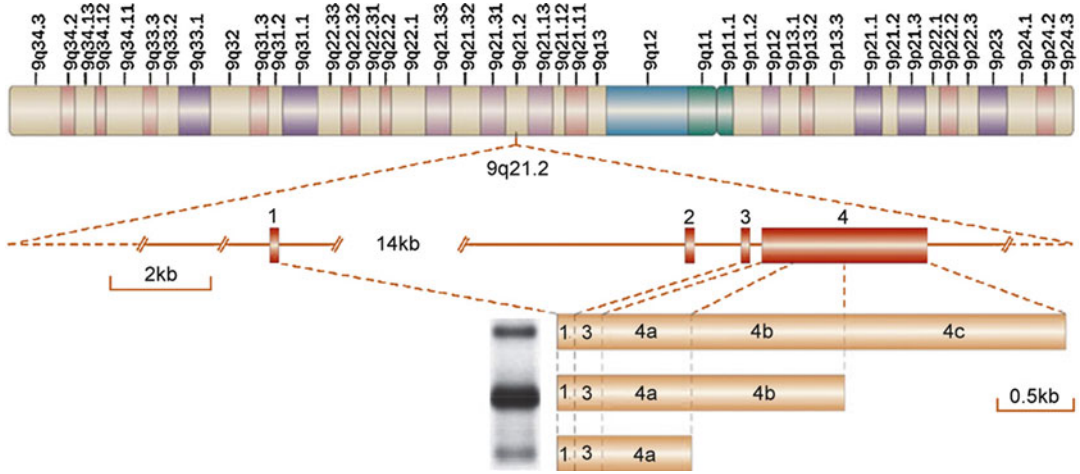 9q34.3 9q34.2 9q34.13 9q34.12 9q34.11 9q33.3 9q33.2 9q33.1 9q32 9q31.3 9q31.2 9q31.1 9q22.33 9q22.32 9q22.31 9q22.2 9q22.1 9q21.33 9q21.32 9q21.31 9q21.2 9q21.13 9q21.12 9q21.11 9q13 9q12 9q11 9p11.1 9p11.2 9p12 9p13.1 9p13.2 9p13.3 9p21.1 9p21.2 9p21.3 9p22.1 9p22.2 9p22.3 9p23 9p24.1 9p24.2 9p24.3
9q21.2
1 2 3 4
14kb
2kb
1 3 4a 4b 4c
1 3 4a 4b
0.5kb
1 3 4a